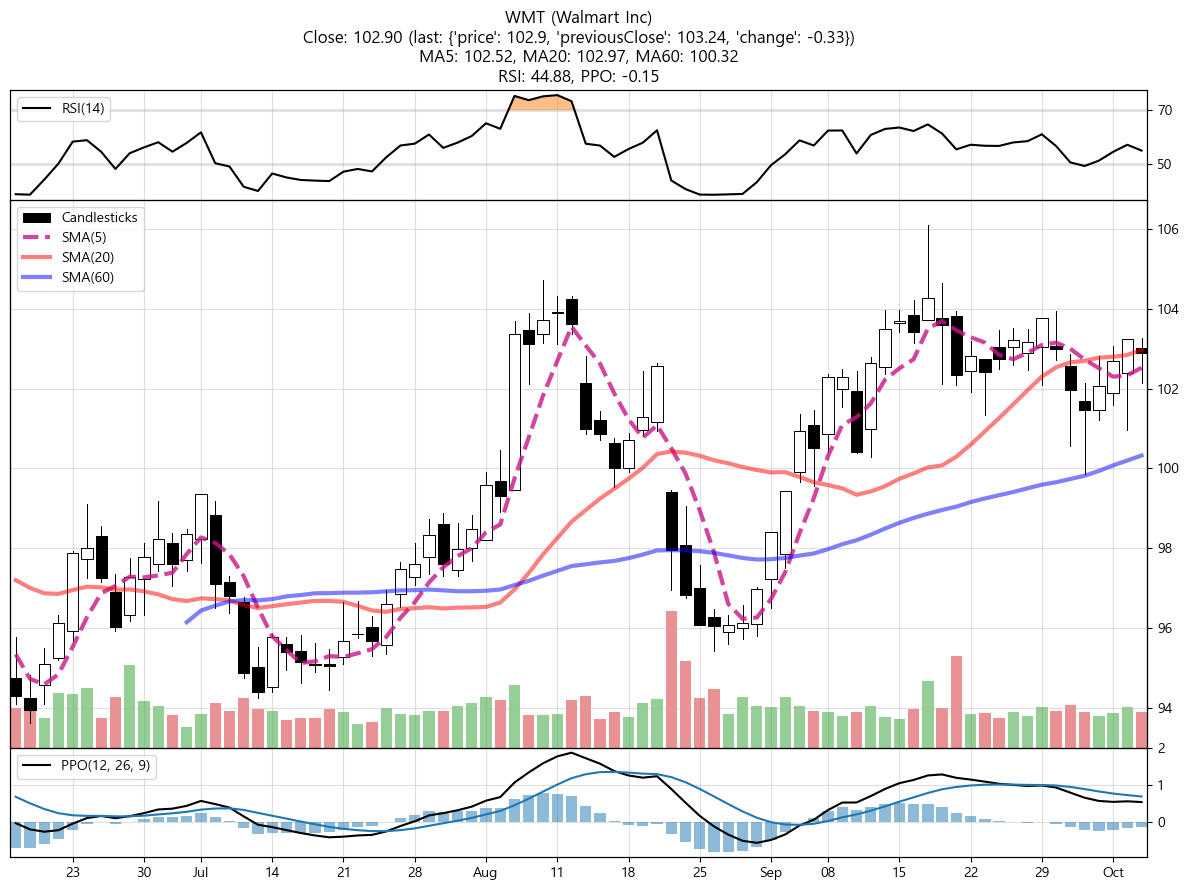 WMT (Walmart Inc)
Close: 102.90 (last: {'price': 102.9, 'previousClose': 103.24, 'change': -0.33})
MA5: 102.52, MA20: 102.97, MA60: 100.32
RSI: 44.88, PPO: -0.15
RSI(14)
70
50
Candlesticks
SMA(5)
SMA(20)
SMA(60)
106
104
102
100
98
96
94
PPO(12, 26, 9)
2
1
0
23 30 Jul 14 21 28 Aug 11 18 25 Sep 08 15 22 29 Oct